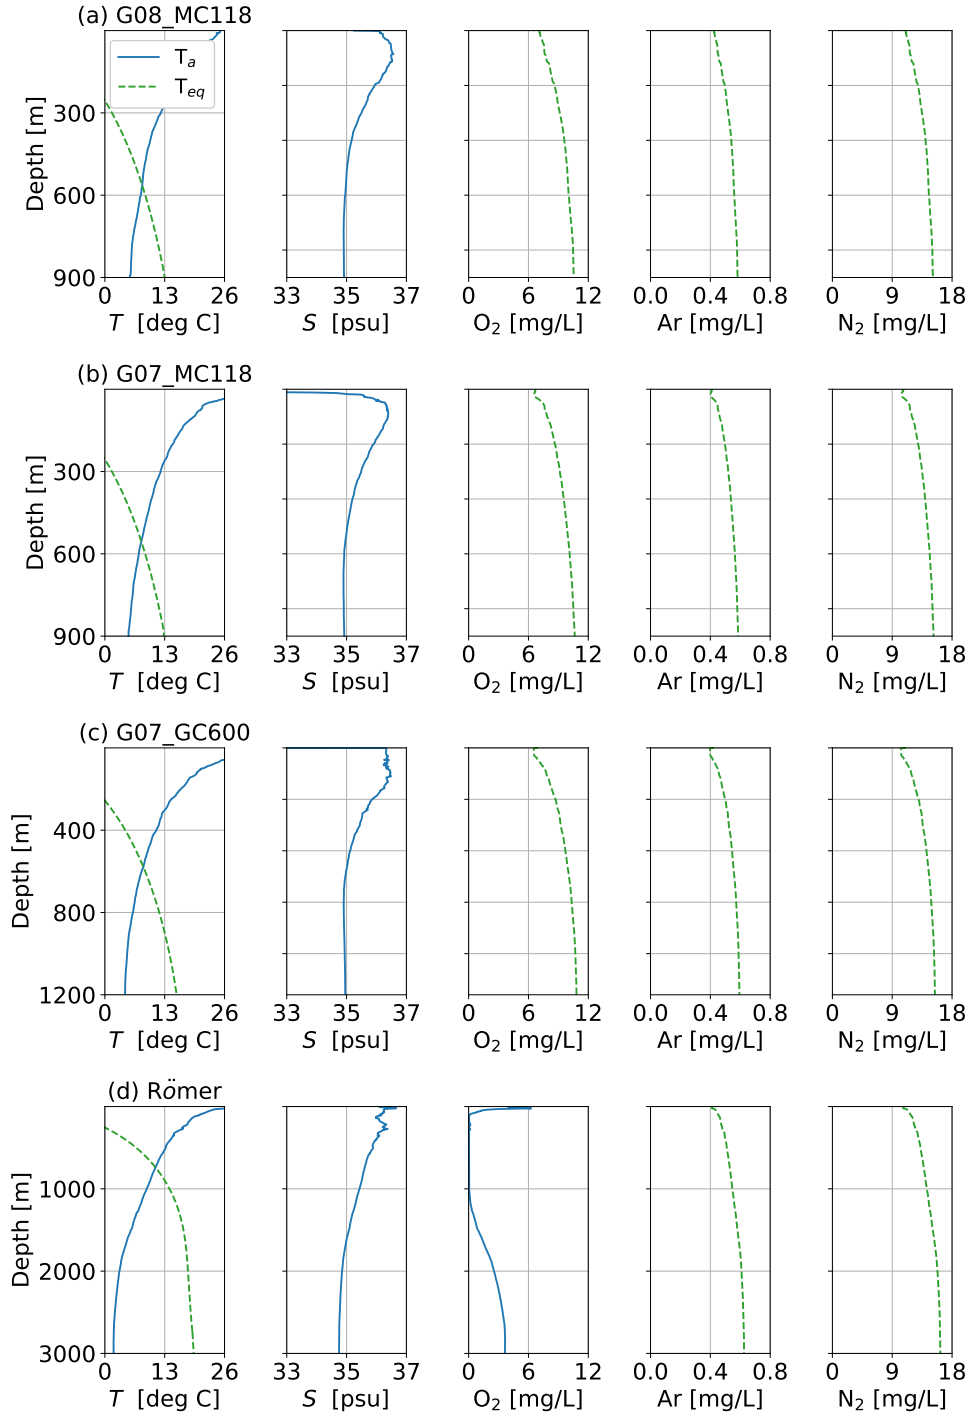 (a) G08_MC118
T_a
T_eq
Depth [m]
300
600
900
0 13 26
33 35 37
0 6 12
0.0 0.4 0.8
0 9 18
T [deg C]
S [psu]
O₂ [mg/L]
Ar [mg/L]
N₂ [mg/L]
(b) G07_MC118
Depth [m]
300
600
900
0 13 26
33 35 37
0 6 12
0.0 0.4 0.8
0 9 18
T [deg C]
S [psu]
O₂ [mg/L]
Ar [mg/L]
N₂ [mg/L]
(c) G07_GC600
Depth [m]
400
800
1200
0 13 26
33 35 37
0 6 12
0.0 0.4 0.8
0 9 18
T [deg C]
S [psu]
O₂ [mg/L]
Ar [mg/L]
N₂ [mg/L]
(d) Römer
Depth [m]
1000
2000
3000
0 13 26
33 35 37
0 6 12
0.0 0.4 0.8
0 9 18
T [deg C]
S [psu]
O₂ [mg/L]
Ar [mg/L]
N₂ [mg/L]